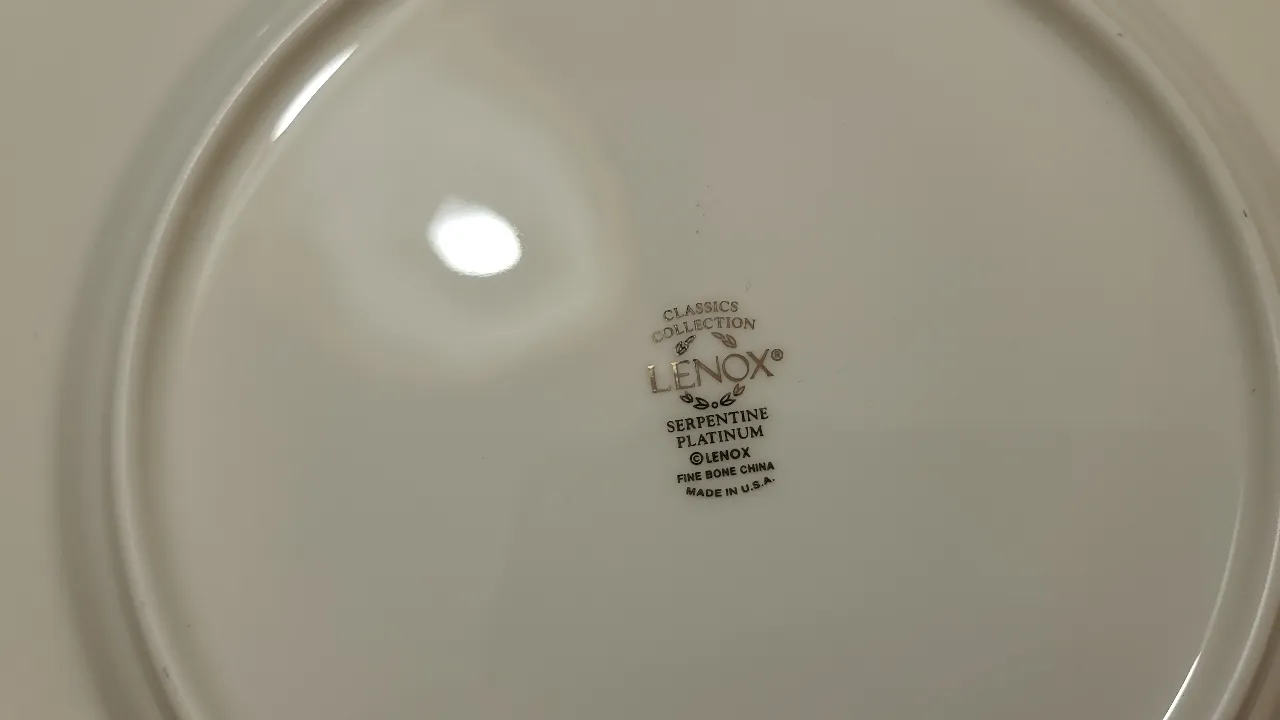 CLASSICS
COLLECTION
LENOX®
SERPENTINE
PLATINUM
©LENOX
FINE BONE CHINA
MADE IN U.S.A.